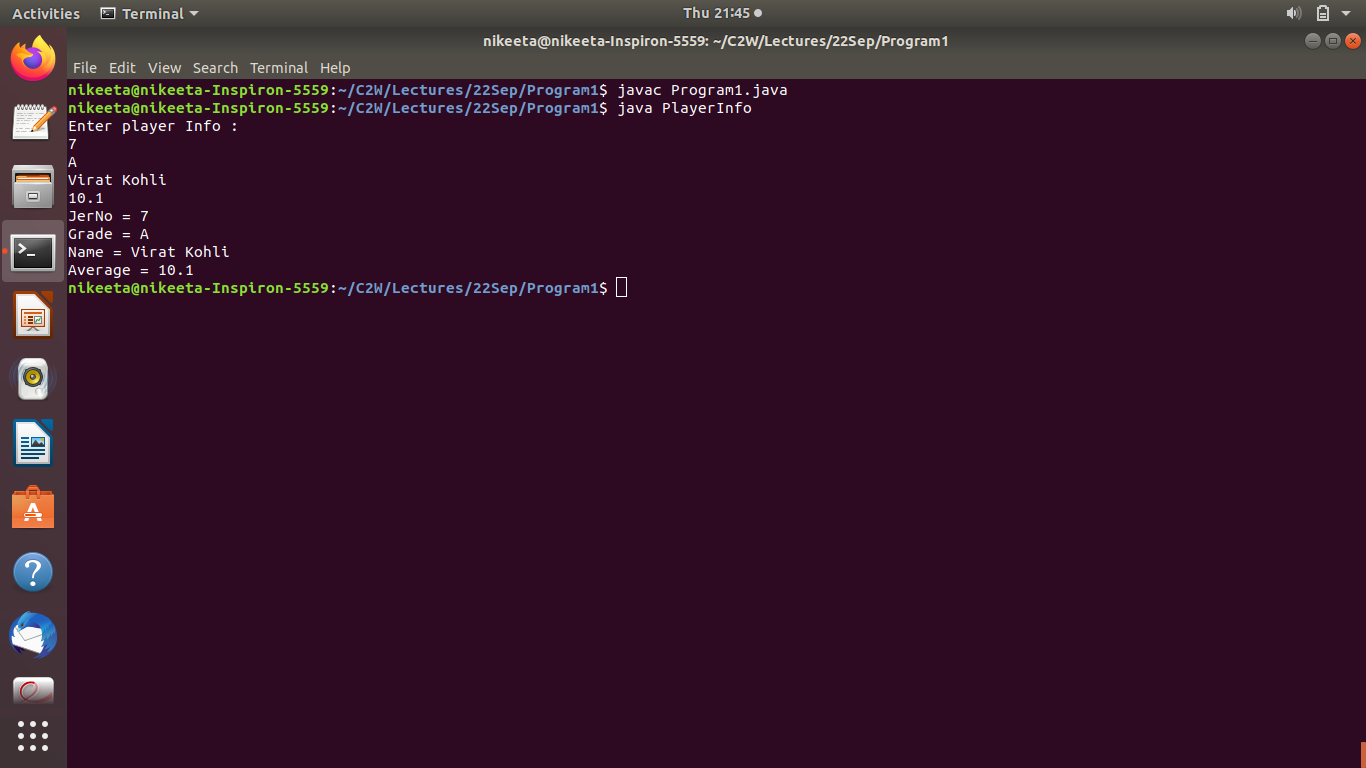 Activities Terminal Thu 21:45
nikeeta@nikeeta-Inspiron-5559: ~/C2W/Lectures/22Sep/Program1
File Edit View Search Terminal Help
nikeeta@nikeeta-Inspiron-5559:~/C2W/Lectures/22Sep/Program1$ javac Program1.java
nikeeta@nikeeta-Inspiron-5559:~/C2W/Lectures/22Sep/Program1$ java PlayerInfo
Enter player Info :
7
A
Virat Kohli
10.1
JerNo = 7
Grade = A
Name = Virat Kohli
Average = 10.1
nikeeta@nikeeta-Inspiron-5559:~/C2W/Lectures/22Sep/Program1$